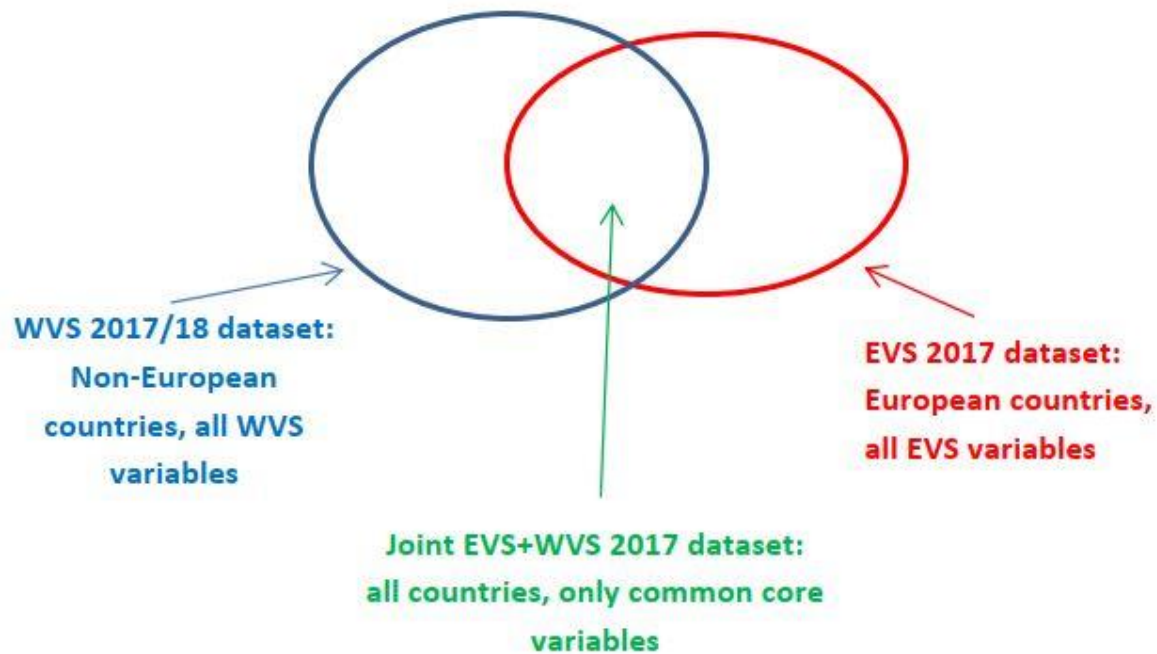 WVS 2017/18 dataset:
Non-European
countries, all WVS
variables
EVS 2017 dataset:
European countries,
all EVS variables
Joint EVS+WVS 2017 dataset:
all countries, only common core
variables